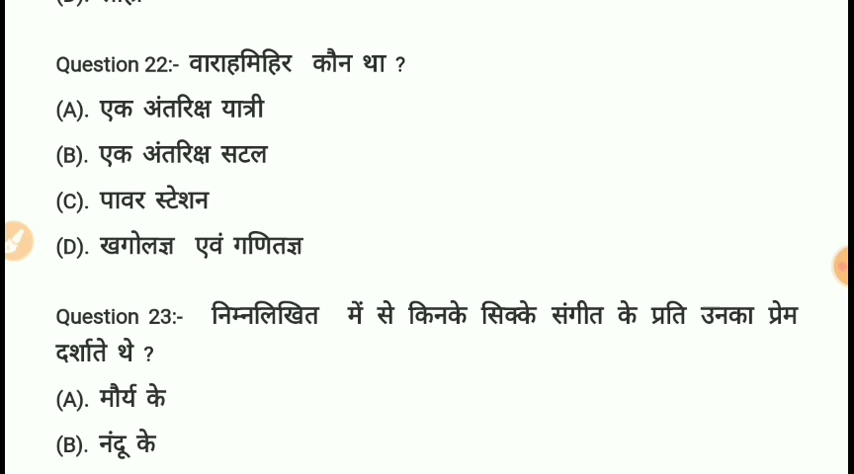 Question 22:- वाराहमिहिर कौन था ?
(A). एक अंतरिक्ष यात्री
(B). एक अंतरिक्ष सटल
(C). पावर स्टेशन
(D). खगोलज्ञ एवं गणितज्ञ
Question 23:- निम्नलिखित में से किनके सिक्के संगीत के प्रति उनका प्रेम
दर्शाते थे ?
(A). मौर्य के
(B). नंदू के